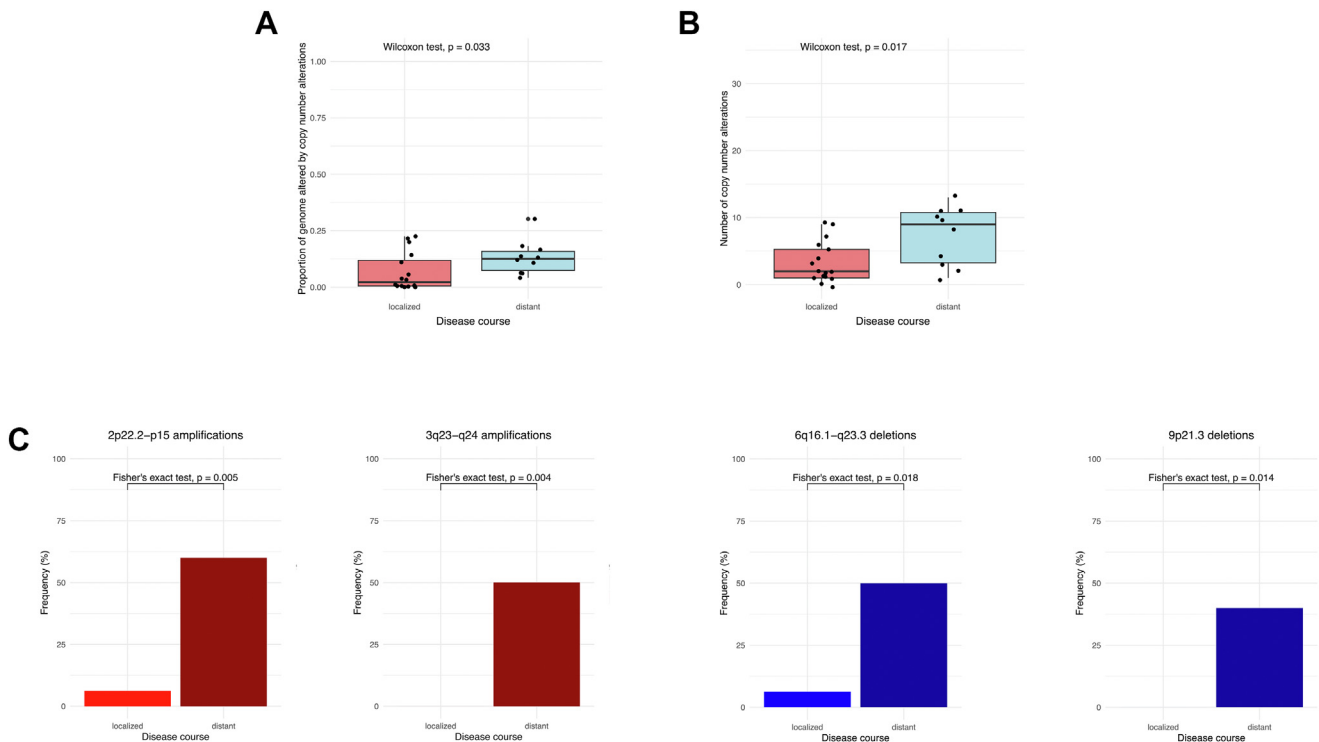 A
Wilcoxon test, p = 0.033
Proportion of genome altered by copy number alterations
1.00
0.75
0.50
0.25
0.00
localized
distant
Disease course
B
Wilcoxon test, p = 0.017
Number of copy number alterations
30
20
10
0
localized
distant
Disease course
C
2p22.2−p15 amplifications
Fisher's exact test, p = 0.005
Frequency (%)
100
75
50
25
0
localized
distant
Disease course
3q23−q24 amplifications
Fisher's exact test, p = 0.004
Frequency (%)
100
75
50
25
0
localized
distant
Disease course
6q16.1−q23.3 deletions
Fisher's exact test, p = 0.018
Frequency (%)
100
75
50
25
0
localized
distant
Disease course
9p21.3 deletions
Fisher's exact test, p = 0.014
Frequency (%)
100
75
50
25
0
localized
distant
Disease course